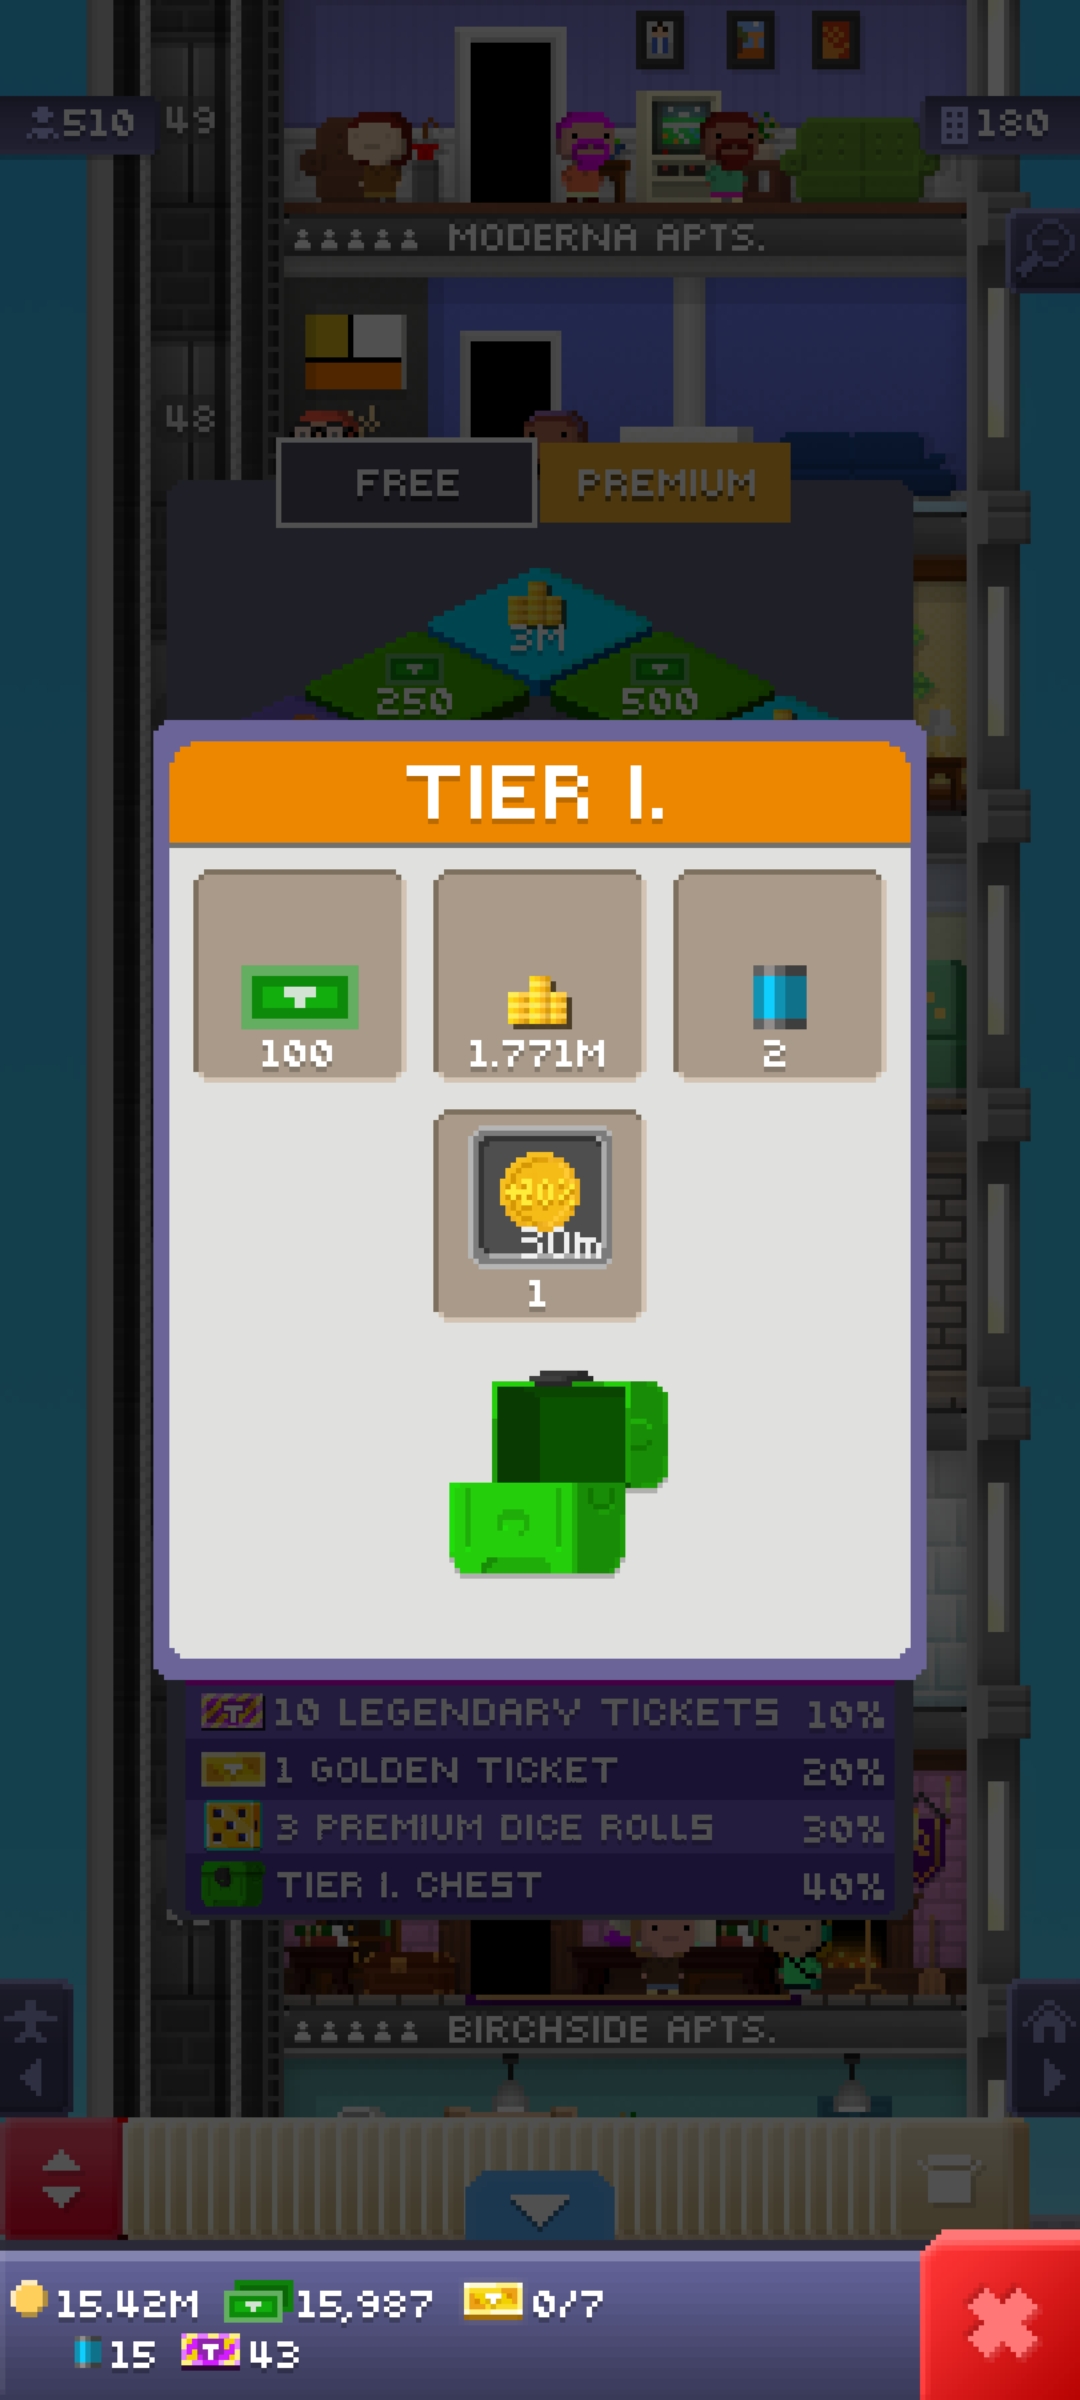 510
49
180
MODERNA APTS.
48
FREE
PREMIUM
3M
250
500
TIER I.
100
1.771M
2
30m
1
10 LEGENDARY TICKETS 10%
1 GOLDEN TICKET 20%
3 PREMIUM DICE ROLLS 30%
TIER I. CHEST 40%
BIRCHSIDE APTS.
15.42M 15,987 0/7
15 43